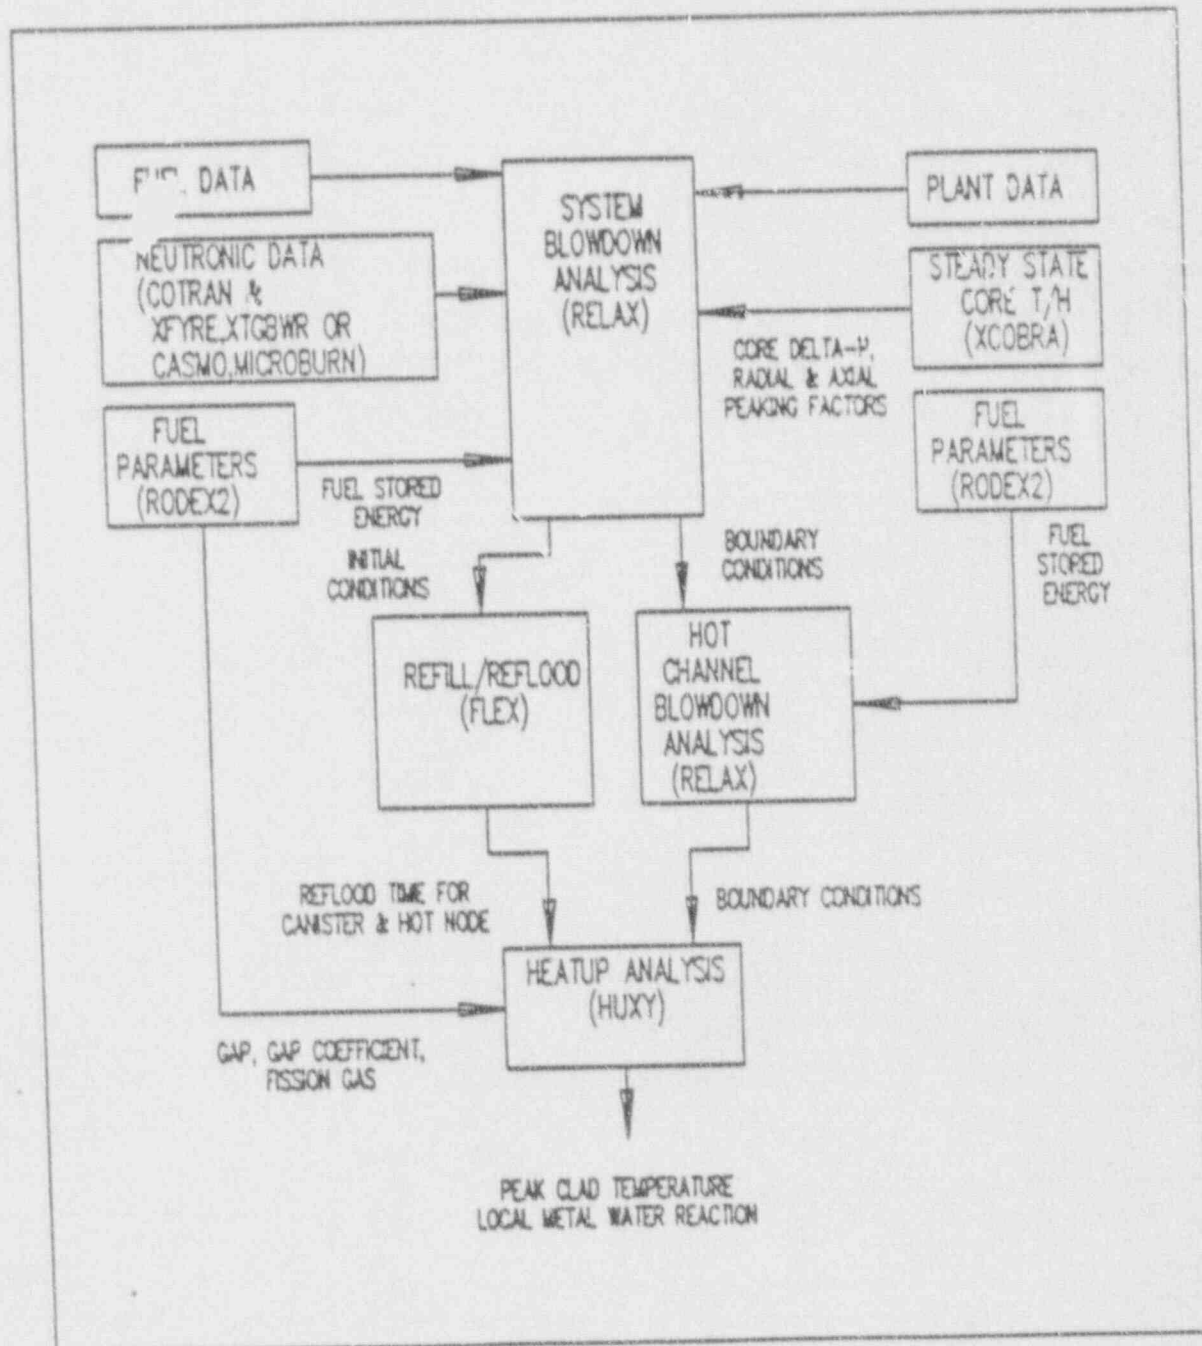 FUEL DATA
NEUTRONIC DATA
(COTRAN &
XFYRE,XTGBWR OR
CASMO,MICROBURN)
FUEL
PARAMETERS
(RODEX2)
SYSTEM
BLOWDOWN
ANALYSIS
(RELAX)
PLANT DATA
STEADY STATE
CORE T/H
(XCOBRA)
CORE DELTA-P,
RADIAL & AXIAL
PEAKING FACTORS
FUEL
PARAMETERS
(RODEX2)
FUEL STORED
ENERGY
INITIAL
CONDITIONS
BOUNDARY
CONDITIONS
FUEL
STORED
ENERGY
REFILL/REFLOOD
(FLEX)
HOT
CHANNEL
BLOWDOWN
ANALYSIS
(RELAX)
REFLOOD TIME FOR
CANISTER & HOT NODE
BOUNDARY CONDITIONS
HEATUP ANALYSIS
(HUXY)
GAP, GAP COEFFICIENT,
FISSION GAS
PEAK CLAD TEMPERATURE
LOCAL METAL WATER REACTION